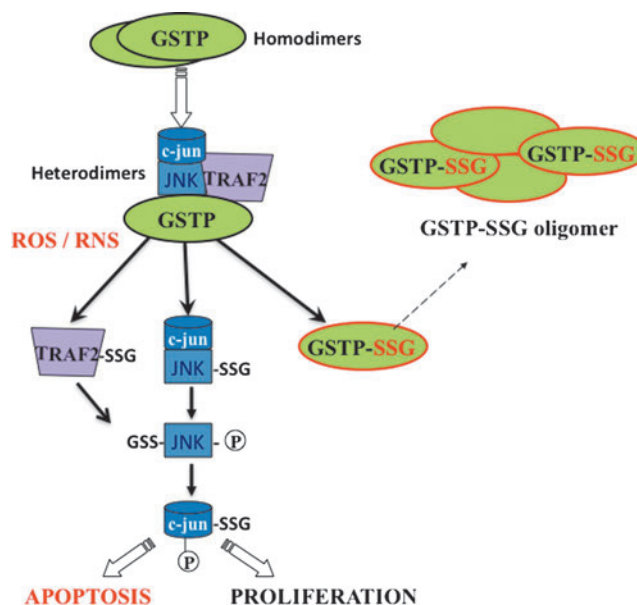 GSTP
Homodimers
c-jun
Heterodimers
JNK
TRAF2
GSTP
ROS / RNS
GSTP-SSG
GSTP-SSG
GSTP-SSG oligomer
TRAF2-SSG
c-jun
JNK-SSG
GSTP-SSG
GSS-JNK- P
c-jun-SSG
P
APOPTOSIS
PROLIFERATION